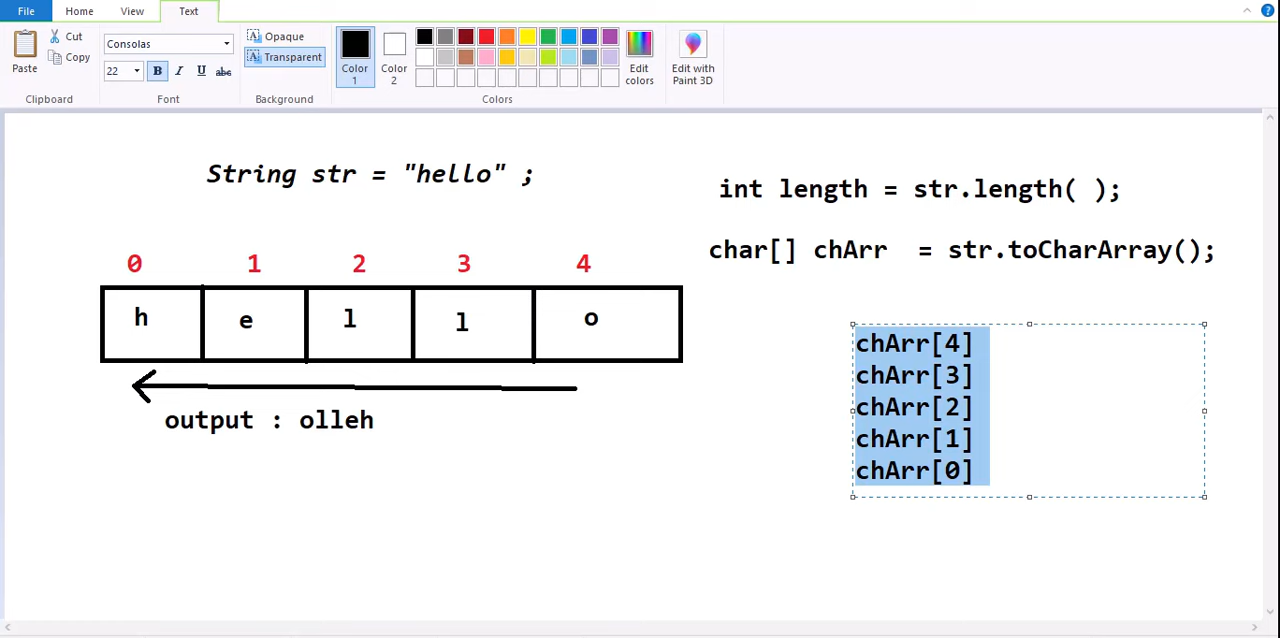 File Home View Text
Paste
Cut
Copy
Clipboard
Consolas
22 B I U abc
Font
A Opaque
A Transparent
Background
Color 1
Color 2
Edit colors
Colors
Edit with Paint 3D
String str = "hello" ;
0 1 2 3 4
h e l l o
output : olleh
int length = str.length( );
char[] chArr = str.toCharArray();
chArr[4]
chArr[3]
chArr[2]
chArr[1]
chArr[0]